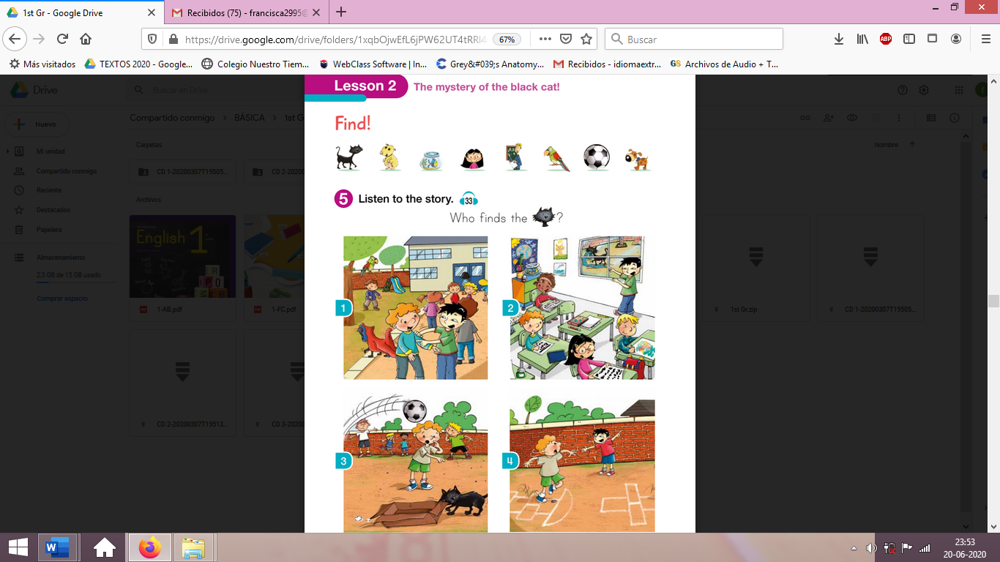 1st Gr - Google Drive
Recibidos (75) - francisca2995@
https://drive.google.com/drive/folders/1xqbOjwEfL6jPW62UT4tRRI4
67%
Buscar
Más visitados
TEXTOS 2020 - Google...
Colegio Nuestro Tiem...
WebClass Software | In...
Grey&#039;s Anatomy...
Recibidos - idiomaextr...
Archivos de Audio + T...
Drive
Buscar en Drive
Nuevo
Compartido conmigo > BÁSICA > 1st G
Nombre
Mi unidad
Compartido conmigo
Reciente
Destacados
Papelera
Almacenamiento
2,3 GB de 15 GB usado
Comprar espacio
Carpetas
CD 1-20200307T19505...
CD 2-20200
Archivos
English 1
1-AB.pdf
1-FC.pdf
1st Gr.zip
CD 1-20200307T19505...
CD 2-20200307T19513...
CD 3-20200
Lesson 2
The mystery of the black cat!
Find!
5 Listen to the story. 33
Who finds the ?
1
2
3
4
23:53
20-06-2020